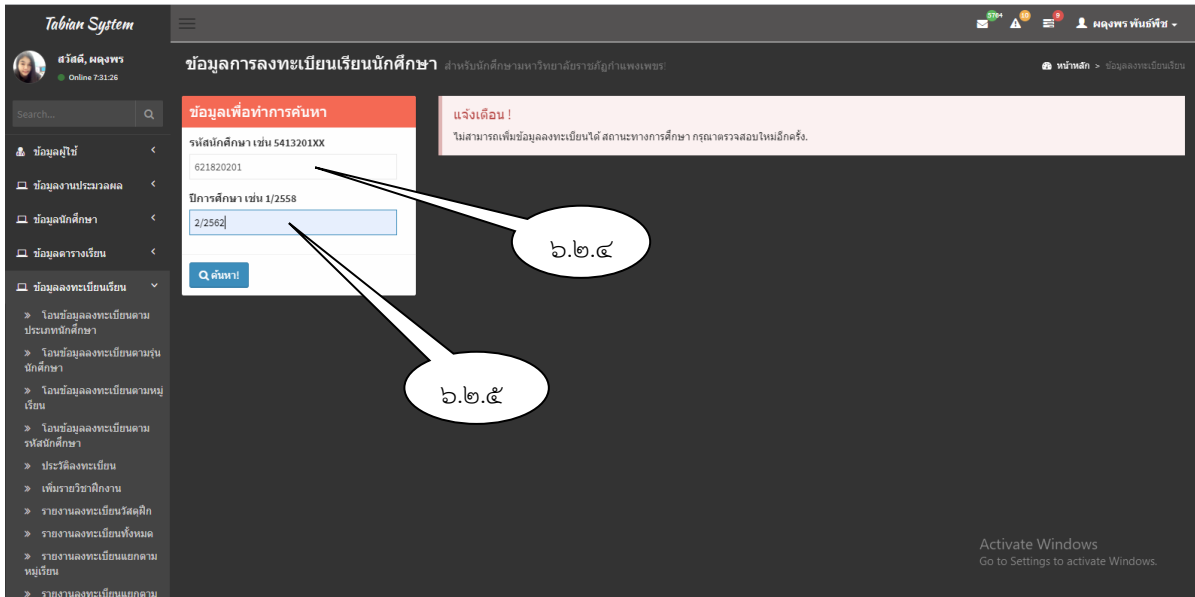 Tabian System
5784
10
9
ผดุงพร พันธ์พืช
สวัสดี, ผดุงพร
Online 7:31:26
Search...
ข้อมูลผู้ใช้
ข้อมูลงานประมวลผล
ข้อมูลนักศึกษา
ข้อมูลตารางเรียน
ข้อมูลลงทะเบียนเรียน
» โอนข้อมูลลงทะเบียนตาม
ประเภทนักศึกษา
» โอนข้อมูลลงทะเบียนตามรุ่น
นักศึกษา
» โอนข้อมูลลงทะเบียนตามหมู่
เรียน
» โอนข้อมูลลงทะเบียนตาม
รหัสนักศึกษา
» ประวัติลงทะเบียน
» เพิ่มรายวิชาฝึกงาน
» รายงานลงทะเบียนวัสดุฝึก
» รายงานลงทะเบียนทั้งหมด
» รายงานลงทะเบียนแยกตาม
หมู่เรียน
» รายงานลงทะเบียนแยกตาม
ข้อมูลการลงทะเบียนเรียนนักศึกษา สำหรับนักศึกษามหาวิทยาลัยราชภัฏกำแพงเพชร
หน้าหลัก > ข้อมูลลงทะเบียนเรียน
ข้อมูลเพื่อทำการค้นหา
รหัสนักศึกษา เช่น 5413201XX
621820201
ปีการศึกษา เช่น 1/2558
2/2562
ค้นหา!
แจ้งเตือน !
ไม่สามารถเพิ่มข้อมูลลงทะเบียนได้ สถานะทางการศึกษา กรุณาตรวจสอบใหม่อีกครั้ง.
๖.๒.๔
๖.๒.๕
Activate Windows
Go to Settings to activate Windows.